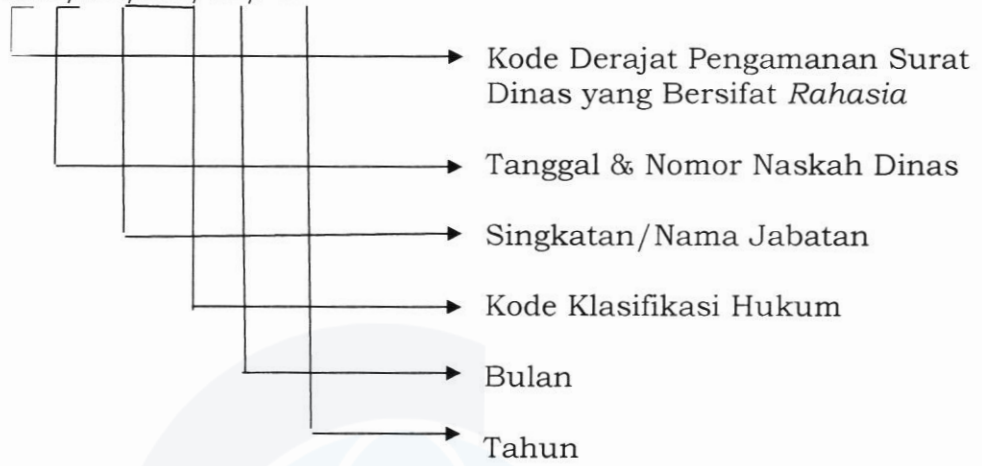 Kode Derajat Pengamanan Surat
Dinas yang Bersifat Rahasia
Tanggal & Nomor Naskah Dinas
Singkatan/Nama Jabatan
Kode Klasifikasi Hukum
Bulan
Tahun